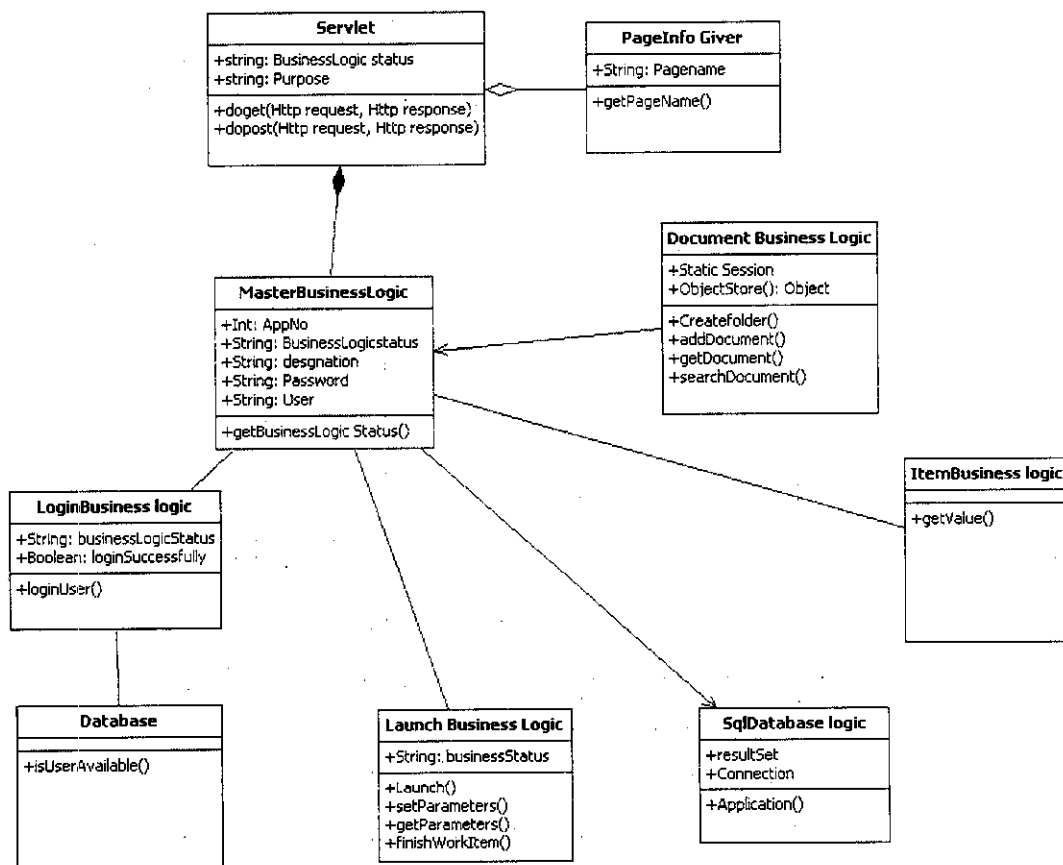 Servlet
+string: BusinessLogic status
+string: Purpose
+doget(Http request, Http response)
+dopost(Http request, Http response)
PageInfo Giver
+String: Pagename
+getPageName()
Document Business Logic
+Static Session
+ObjectStore(): Object
+Createfolder()
+addDocument()
+getDocument()
+searchDocument()
MasterBusinessLogic
+Int: AppNo
+String: BusinessLogicstatus
+String: desgnation
+String: Password
+String: User
+getBusinessLogic Status()
ItemBusiness logic
+getValue()
LoginBusiness logic
+String: businessLogicStatus
+Boolean: loginSuccessfully
+loginUser()
Database
+isUserAvailable()
Launch Business Logic
+String: businessStatus
+Launch()
+setParameters()
+getParameters()
+finishWorkItem()
SqlDatabase logic
+resultSet
+Connection
+Application()